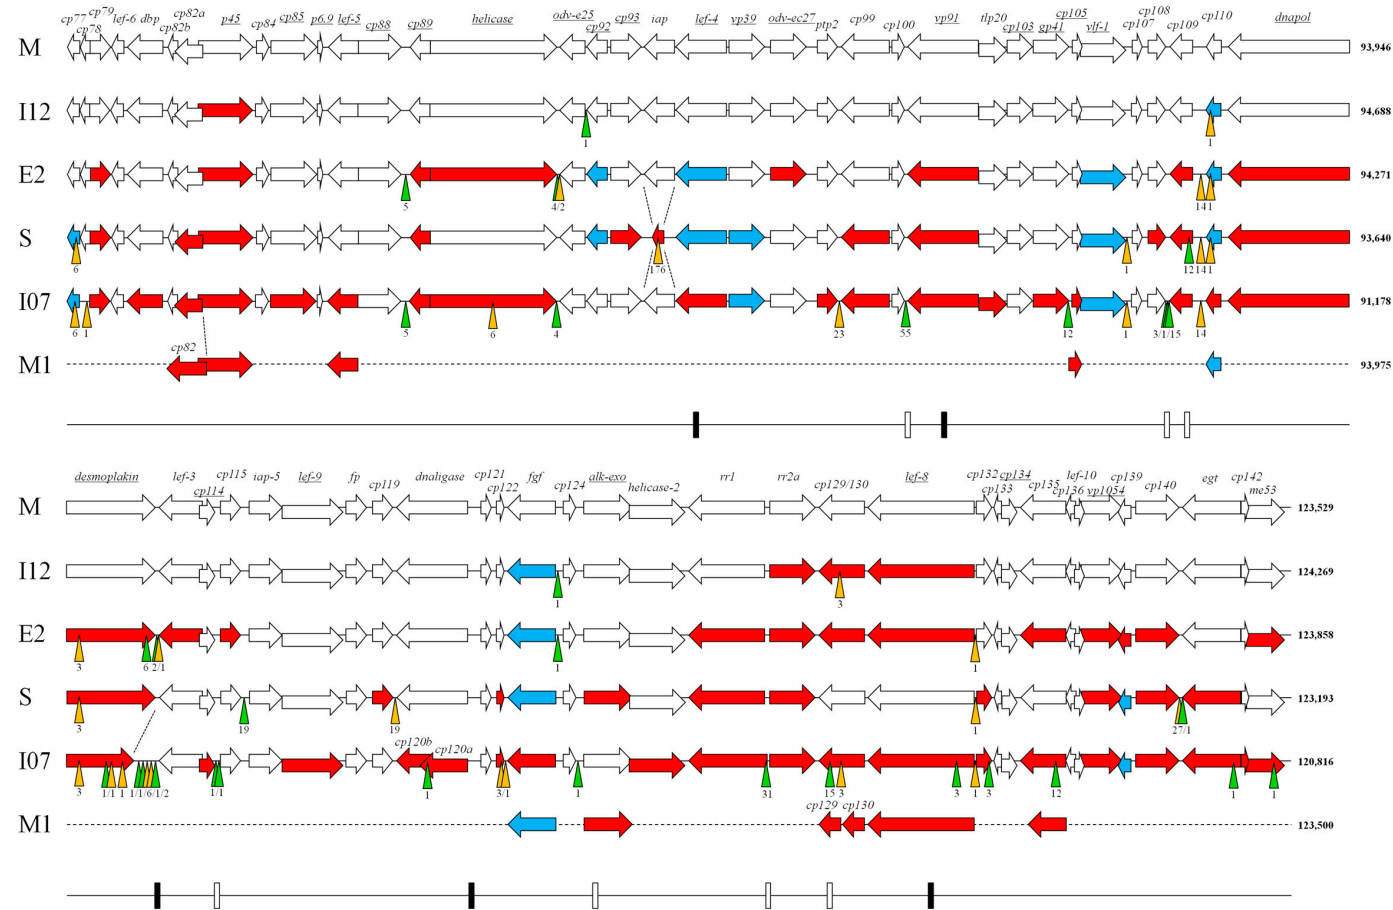 cp77 cp79 lef-6 dbp cp82a p45 cp84 cp85 p6.9 lef-5 cp88 cp89 helicase odv-e25 cp93 iap lef-4 vp39 odv-ec27 ptp2 cp99 cp100 vp91 tlp20 cp105 cp108 cp110 dnapol
cp78 cp82b cp92 cp103 gp41 vlf-1 cp107 cp109
M 93,946
I12 94,688
1 1
E2 94,271
5 4/2 14 1
S 93,640
6 176 1 12 14 1
I07 91,178
6 1 5 6 4 23 55 12 1 3/1/15 14
cp82
M1 93,975
desmoplakin lef-3 cp115 iap-5 lef-9 fp cp119 dnaligase cp121 fgf cp124 alk-exo rr1 rr2a cp129/130 lef-8 cp132 cp134 cp135 lef-10 cp139 cp140 egt cp142
cp114 cp122 helicase-2 cp133 cp136 vp1054 me53
M 123,529
I12 124,269
1 3
E2 123,858
3 6 2/1 1 1
S 123,193
3 19 19 1 27/1
cp120b cp120a
I07 120,816
3 1/1 1 1/1/6/1/2 1/1 1 3/1 1 31 15 3 3 1 3 12 1 1
cp129 cp130
M1 123,500